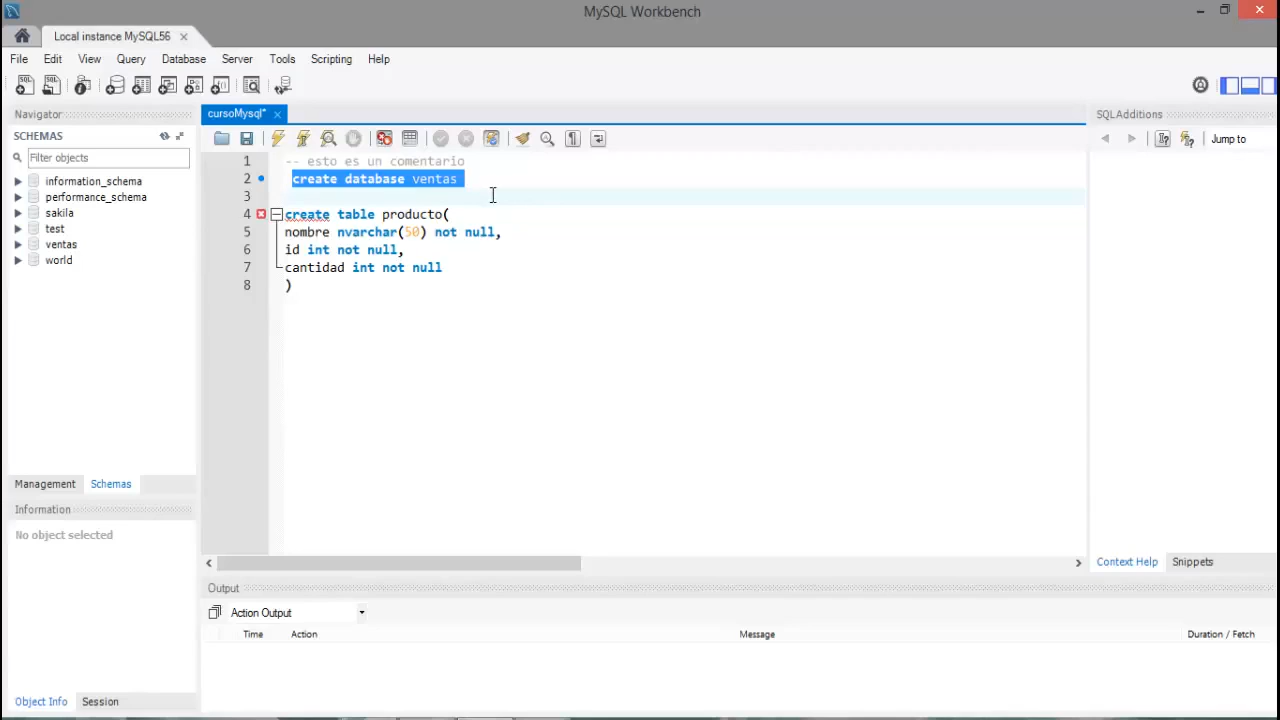 MySQL Workbench
Local instance MySQL56
File Edit View Query Database Server Tools Scripting Help
Navigator
SCHEMAS
Filter objects
information_schema
performance_schema
sakila
test
ventas
world
Management Schemas
Information
No object selected
Object Info Session
cursoMysql*
1 -- esto es un comentario
2 create database ventas
3
4 create table producto(
5 nombre nvarchar(50) not null,
6 id int not null,
7 cantidad int not null
8 )
SQLAdditions
Jump to
Context Help Snippets
Output
Action Output
Time Action Message Duration / Fetch